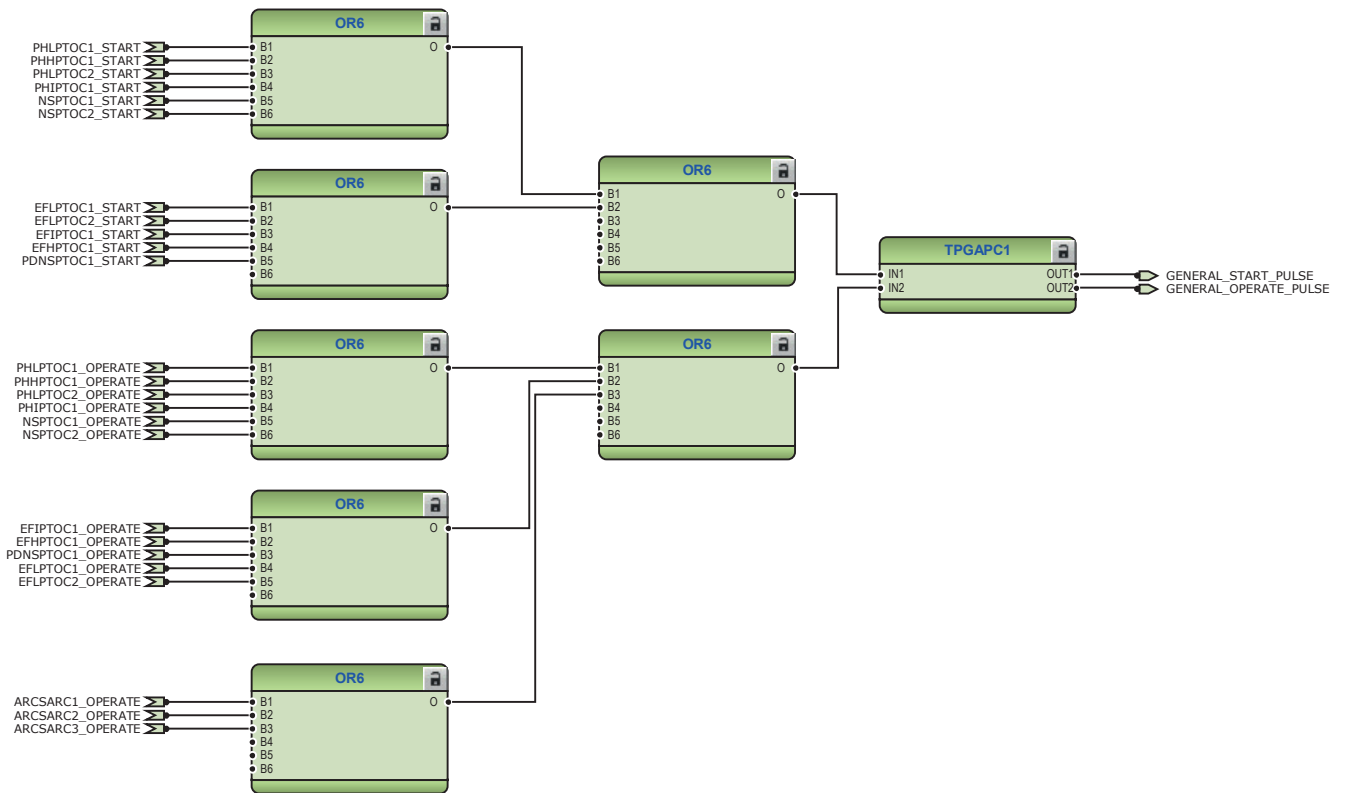 OR6
PHLPTOC1_START B1 O
PHHPTOC1_START B2
PHLPTOC2_START B3
PHIPTOC1_START B4
NSPTOC1_START B5
NSPTOC2_START B6
OR6
EFLPTOC1_START B1 O
EFLPTOC2_START B2
EFIPTOC1_START B3
EFHPTOC1_START B4
PDNSPTOC1_START B5
B6
OR6
B1 O
B2
B3
B4
B5
B6
TPGAPC1
IN1 OUT1 GENERAL_START_PULSE
IN2 OUT2 GENERAL_OPERATE_PULSE
OR6
PHLPTOC1_OPERATE B1 O
PHHPTOC1_OPERATE B2
PHLPTOC2_OPERATE B3
PHIPTOC1_OPERATE B4
NSPTOC1_OPERATE B5
NSPTOC2_OPERATE B6
OR6
B1 O
B2
B3
B4
B5
B6
OR6
EFIPTOC1_OPERATE B1 O
EFHPTOC1_OPERATE B2
PDNSPTOC1_OPERATE B3
EFLPTOC1_OPERATE B4
EFLPTOC2_OPERATE B5
B6
OR6
ARCSARC1_OPERATE B1 O
ARCSARC2_OPERATE B2
ARCSARC3_OPERATE B3
B4
B5
B6